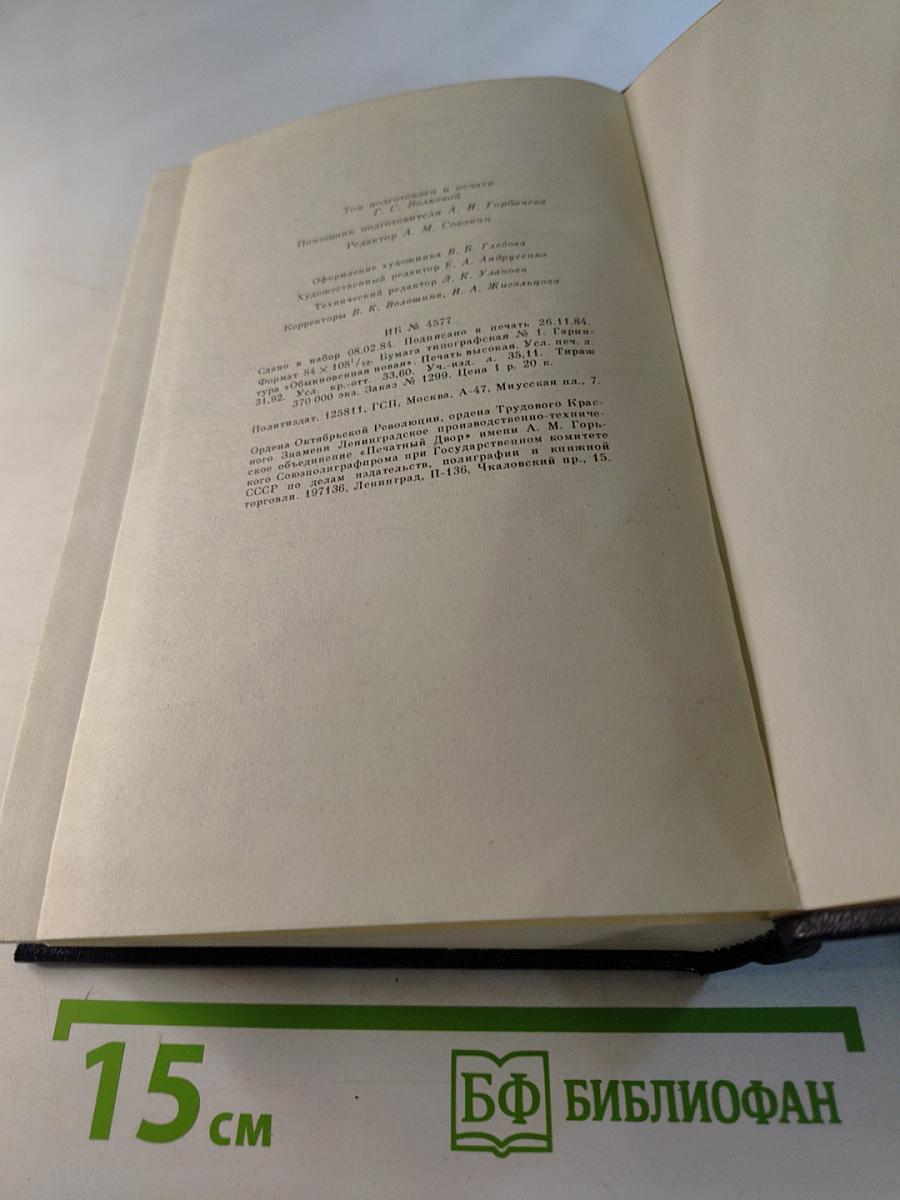 Том подготовлен к печати
Г. С. Волковой
Помощник подготовителя А. И. Горбачева
Редактор А. М. Совокин
Оформление художника В. Б. Глебова
Художественный редактор Е. А. Андрусенко
Технический редактор Л. К. Уланова
Корректоры В. К. Волошина, Н. А. Жигальцова
ИБ № 4577
Сдано в набор 08.02.84. Подписано в печать 26.11.84.
Формат 84 × 108¹/₃₂. Бумага типографская № 1. Гарни-
тура «Обыкновенная новая». Печать высокая. Усл. печ. л.
31,92. Усл. кр.-отт. 33,60. Уч.-изд. л. 35,11. Тираж
370 000 экз. Заказ № 1299. Цена 1 р. 20 к.
Политиздат. 125811, ГСП, Москва, А-47, Миусская пл., 7.
Ордена Октябрьской Революции, ордена Трудового Крас-
ного Знамени Ленинградское производственно-техниче-
ское объединение «Печатный Двор» имени А. М. Горь-
кого Союзполиграфпрома при Государственном комитете
СССР по делам издательств, полиграфии и книжной
торговли. 197136, Ленинград, П-136, Чкаловский пр., 15.
15 см
БФ БИБЛИОФАН